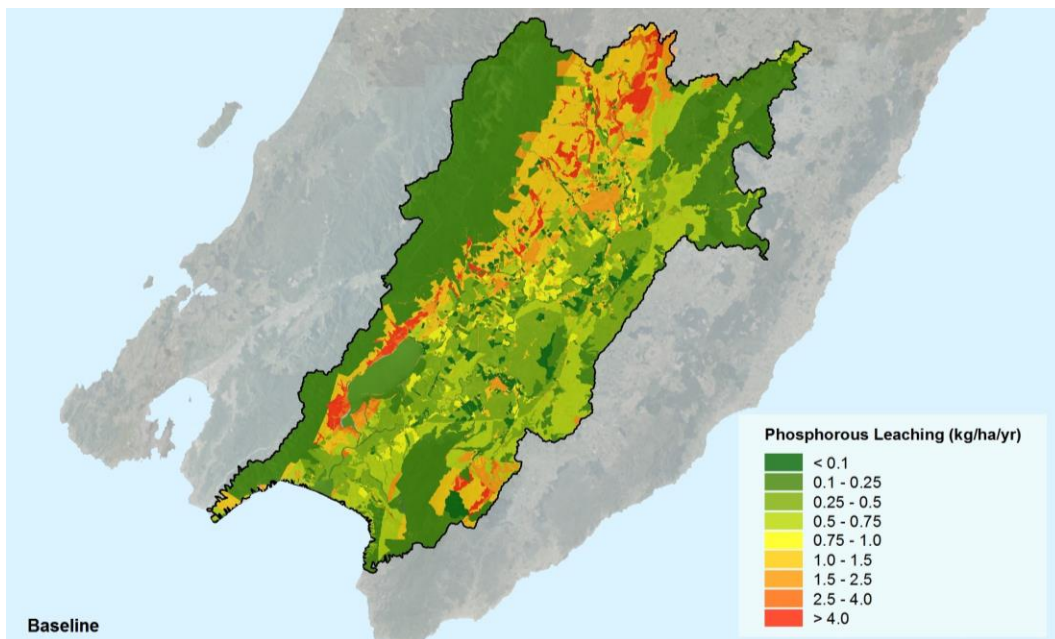 Phosphorous Leaching (kg/ha/yr)
< 0.1
0.1 - 0.25
0.25 - 0.5
0.5 - 0.75
0.75 - 1.0
1.0 - 1.5
1.5 - 2.5
2.5 - 4.0
> 4.0
Baseline